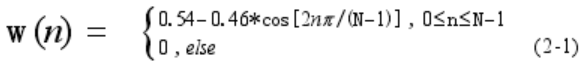 w(n) = { 0.54-0.46*cos[2nπ/(N-1)] , 0≤n≤N-1
0 , else (2-1)